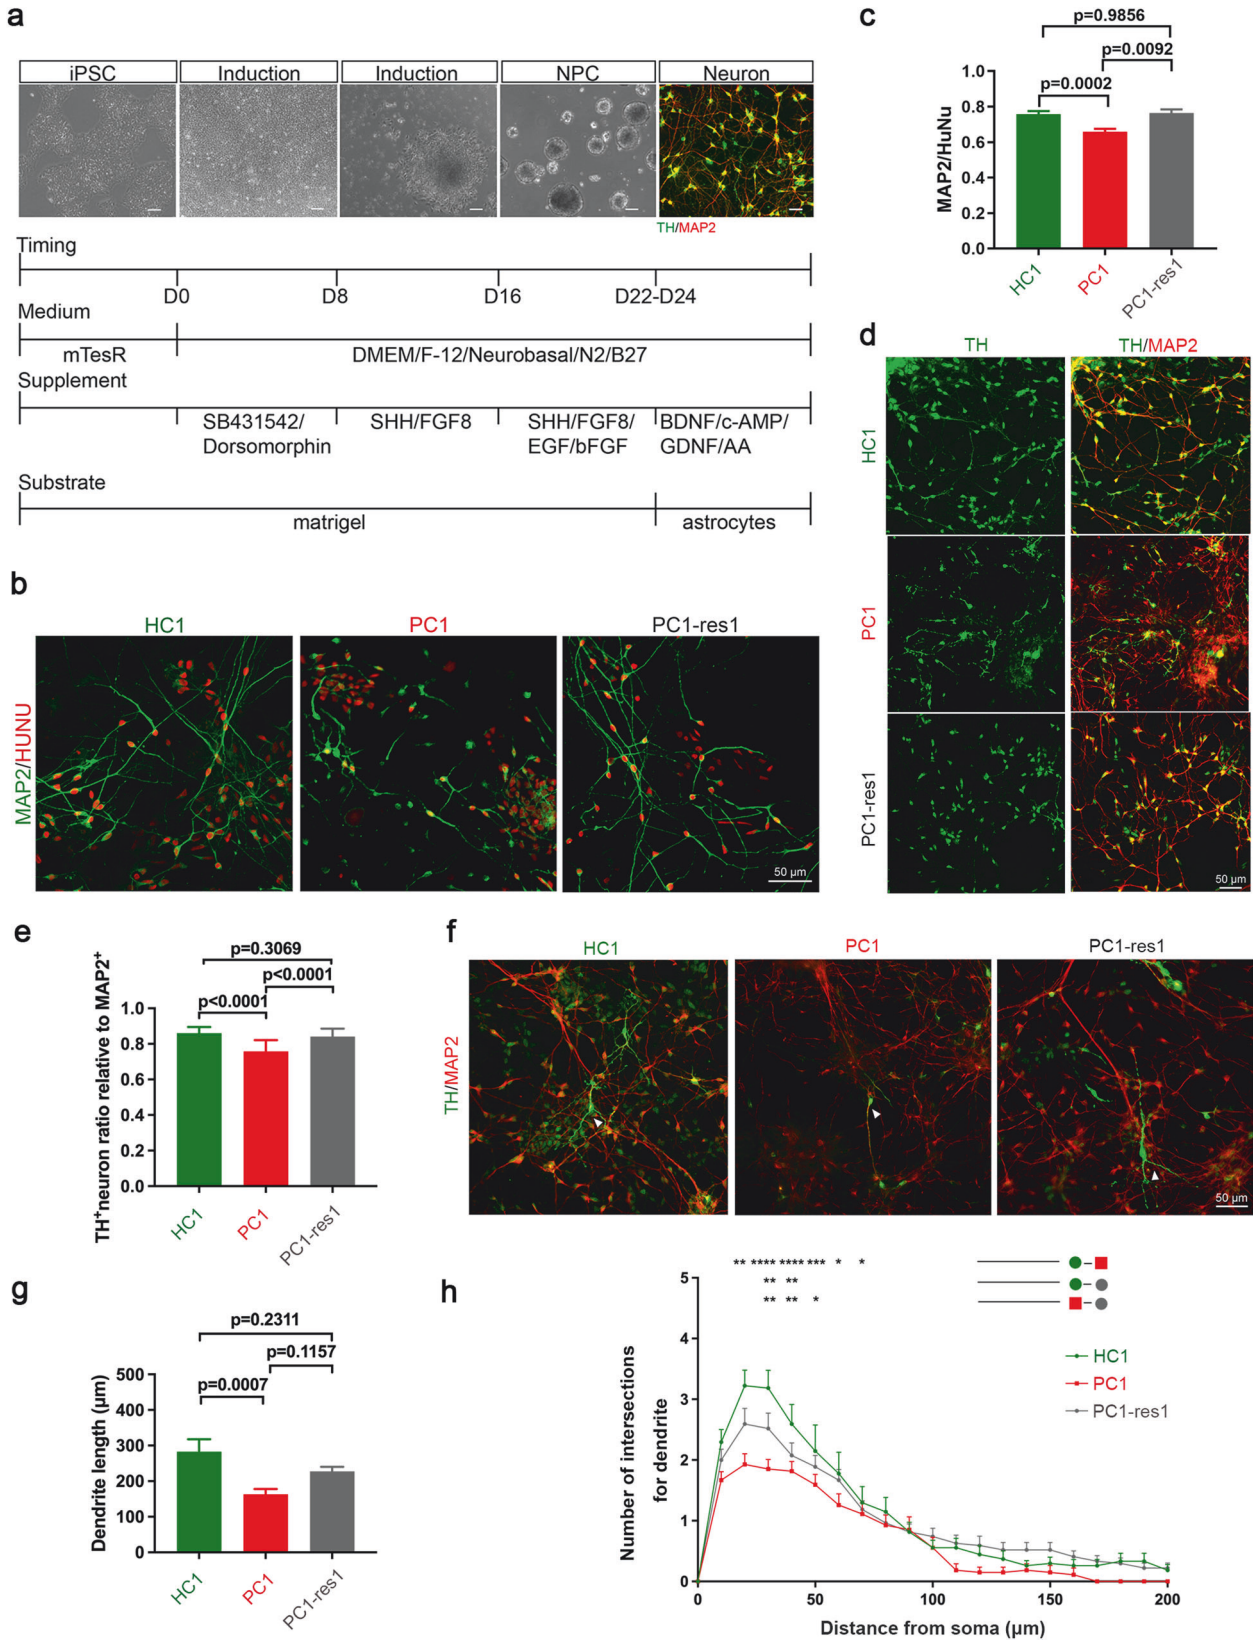 a
iPSC Induction Induction NPC Neuron
TH/MAP2
Timing
D0 D8 D16 D22-D24
Medium
mTesR DMEM/F-12/Neurobasal/N2/B27
Supplement
SB431542/ SHH/FGF8 SHH/FGF8/ BDNF/c-AMP/
Dorsomorphin EGF/bFGF GDNF/AA
Substrate
matrigel astrocytes
b
HC1 PC1 PC1-res1
MAP2/HUNU
50 µm
c
p=0.9856
p=0.0092
p=0.0002
MAP2/HuNu
1.0
0.8
0.6
0.4
0.2
0.0
HC1 PC1 PC1-res1
d
TH TH/MAP2
HC1
PC1
PC1-res1
50 µm
e
p=0.3069
p<0.0001
p<0.0001
TH+neuron ratio relative to MAP2+
1.0
0.8
0.6
0.4
0.2
0.0
HC1 PC1 PC1-res1
f
HC1 PC1 PC1-res1
TH/MAP2
50 µm
g
p=0.2311
p=0.1157
p=0.0007
Dendrite length (µm)
500
400
300
200
100
0
HC1 PC1 PC1-res1
h
** **** **** *** * *
** **
** ** *
HC1
PC1
PC1-res1
Number of intersections
for dendrite
5
4
3
2
1
0
0 50 100 150 200
Distance from soma (µm)